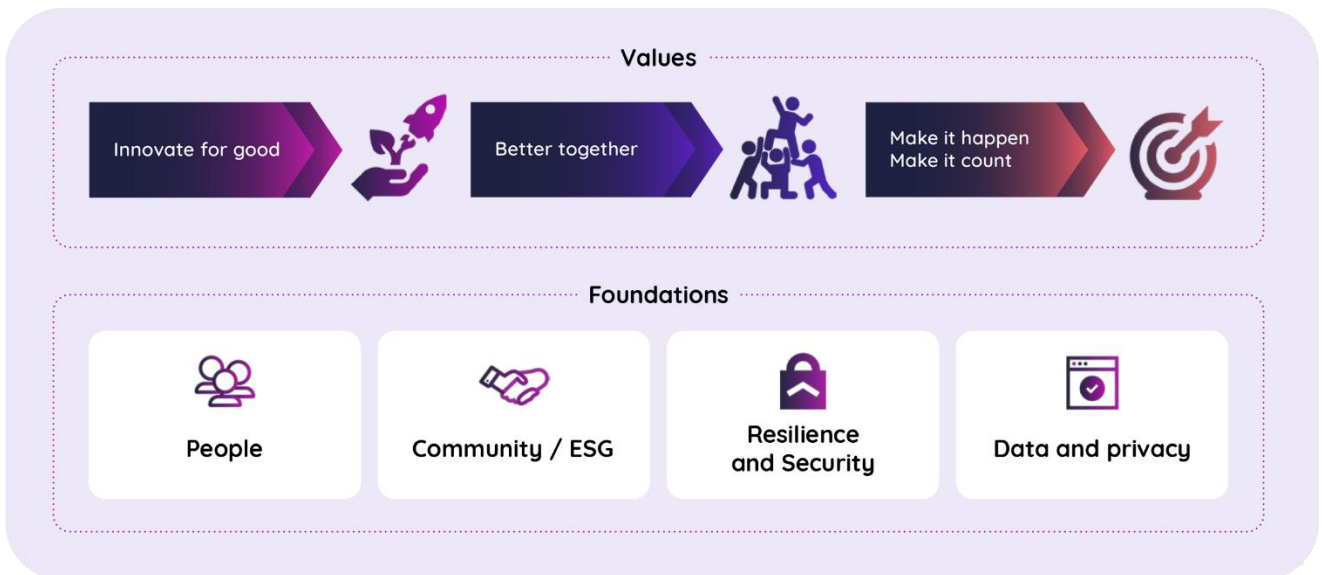 Values
Innovate for good
Better together
Make it happen
Make it count
Foundations
People
Community / ESG
Resilience
and Security
Data and privacy